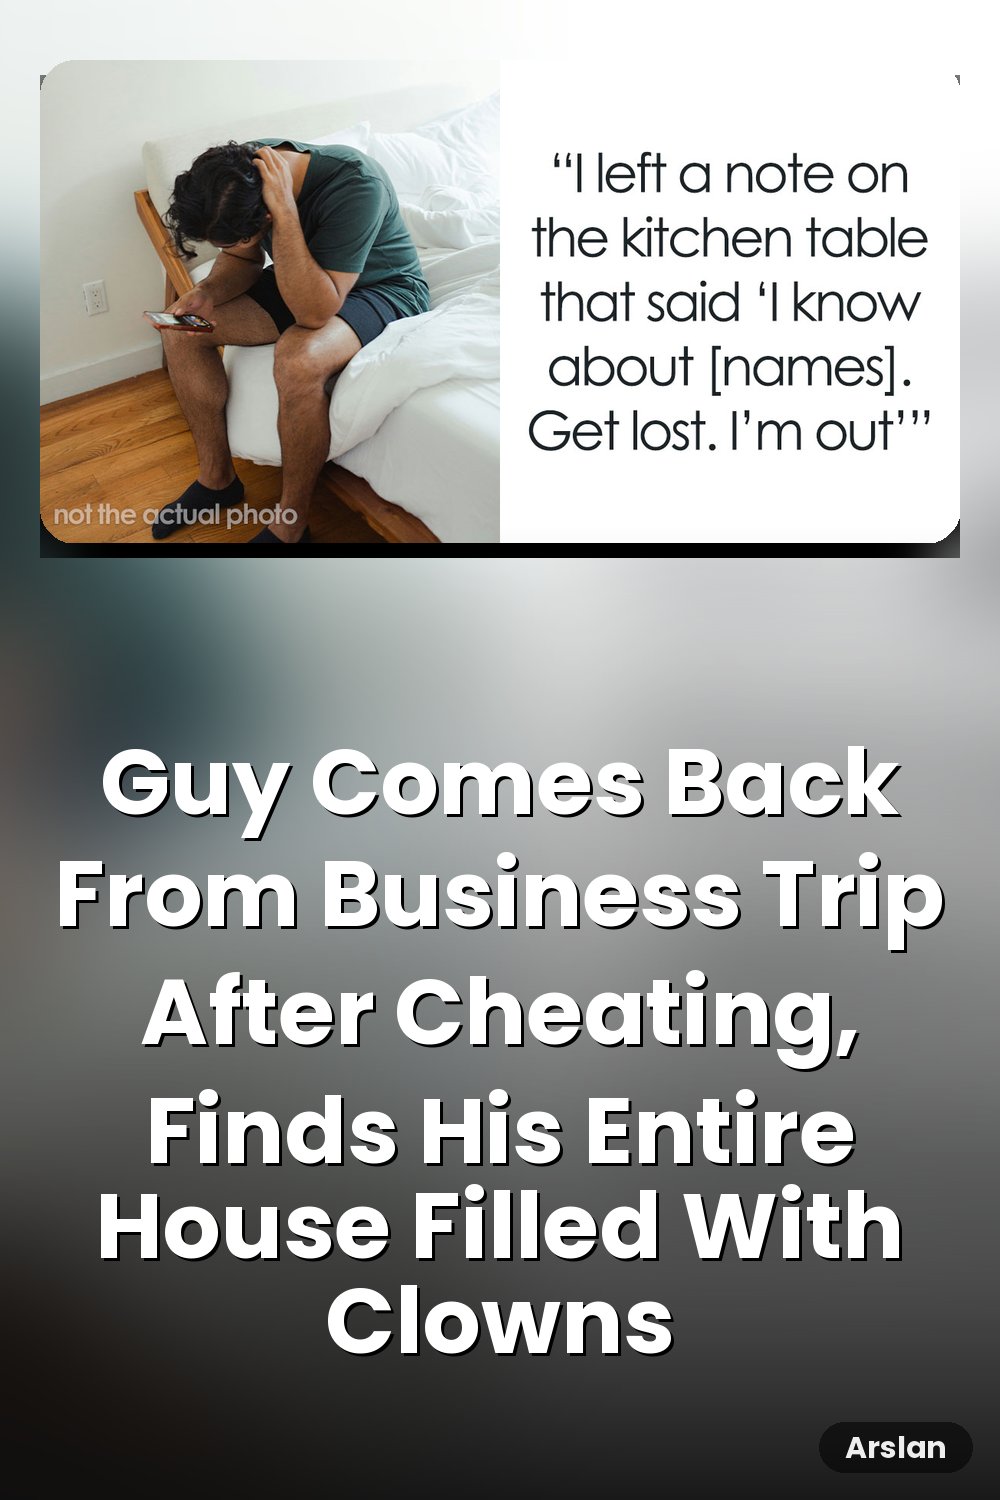 “I left a note on
the kitchen table
that said ‘I know
about [names].
Get lost. I’m out’”
not the actual photo
Guy Comes Back
From Business Trip
After Cheating,
Finds His Entire
House Filled With
Clowns
Arslan